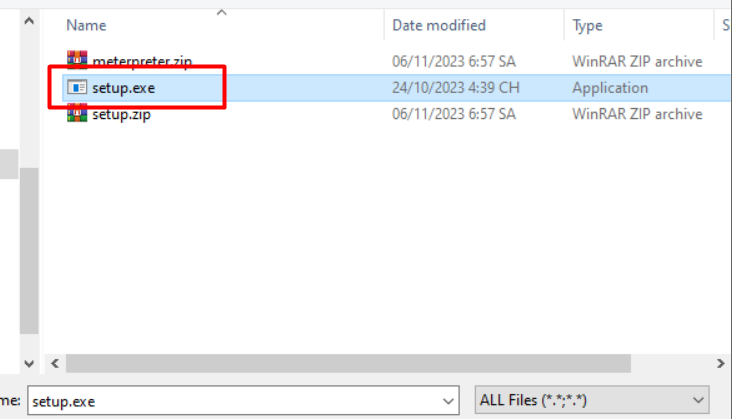 Name Date modified Type S
meterpreter.zip 06/11/2023 6:57 SA WinRAR ZIP archive
setup.exe 24/10/2023 4:39 CH Application
setup.zip 06/11/2023 6:57 SA WinRAR ZIP archive
me: setup.exe ALL Files (*.*;*.*)